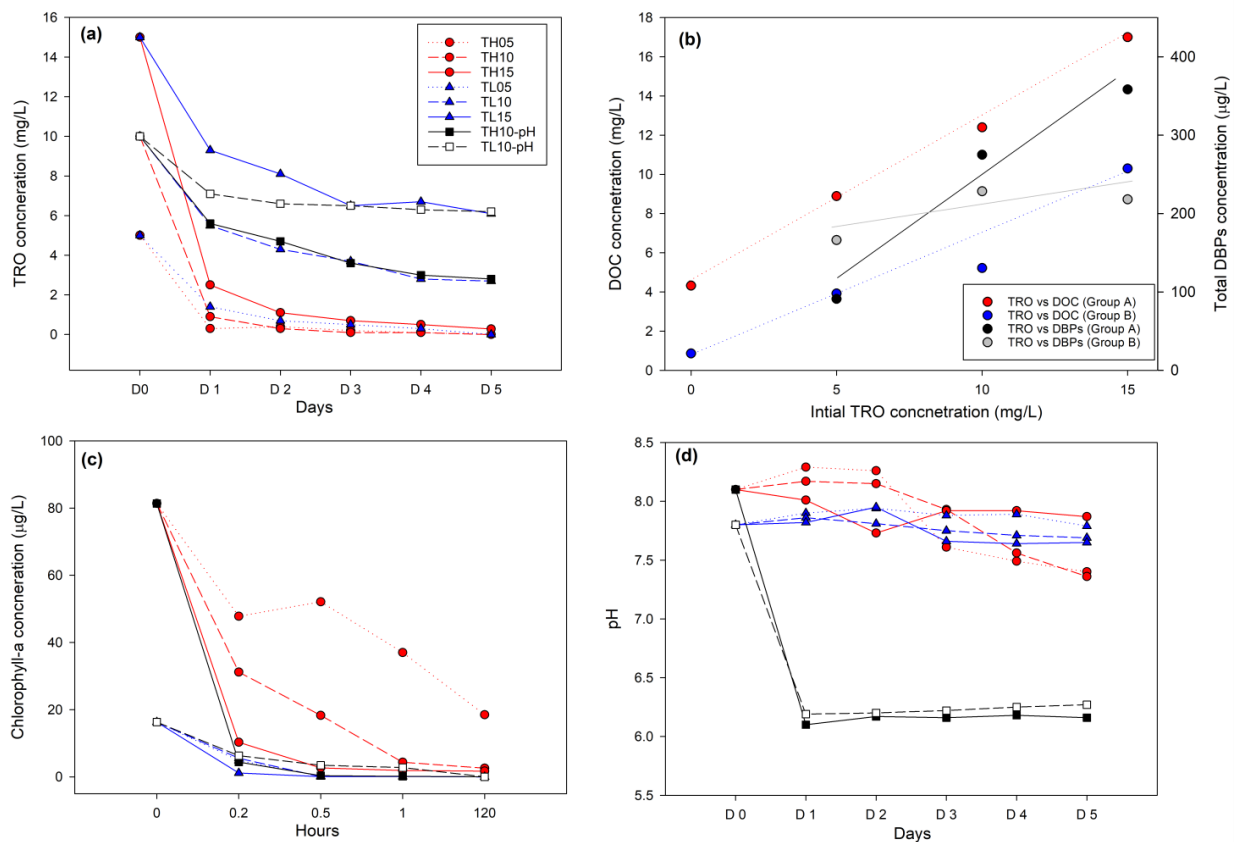 (a)
TRO conceration (mg/L)
16
14
12
10
8
6
4
2
0
TH05
TH10
TH15
TL05
TL10
TL15
TH10-pH
TL10-pH
D0 D 1 D 2 D 3 D 4 D 5
Days
(b)
DOC concnetration (mg/L)
18
16
14
12
10
8
6
4
2
0
Total DBPs concentration (µg/L)
400
300
200
100
0
TRO vs DOC (Group A)
TRO vs DOC (Group B)
TRO vs DBPs (Group A)
TRO vs DBPs (Group B)
0 5 10 15
Intial TRO concnetration (mg/L)
(c)
Chlorophyll-a concneration (µg/L)
100
80
60
40
20
0
0 0.2 0.5 1 120
Hours
(d)
pH
8.5
8.0
7.5
7.0
6.5
6.0
5.5
D 0 D 1 D 2 D 3 D 4 D 5
Days